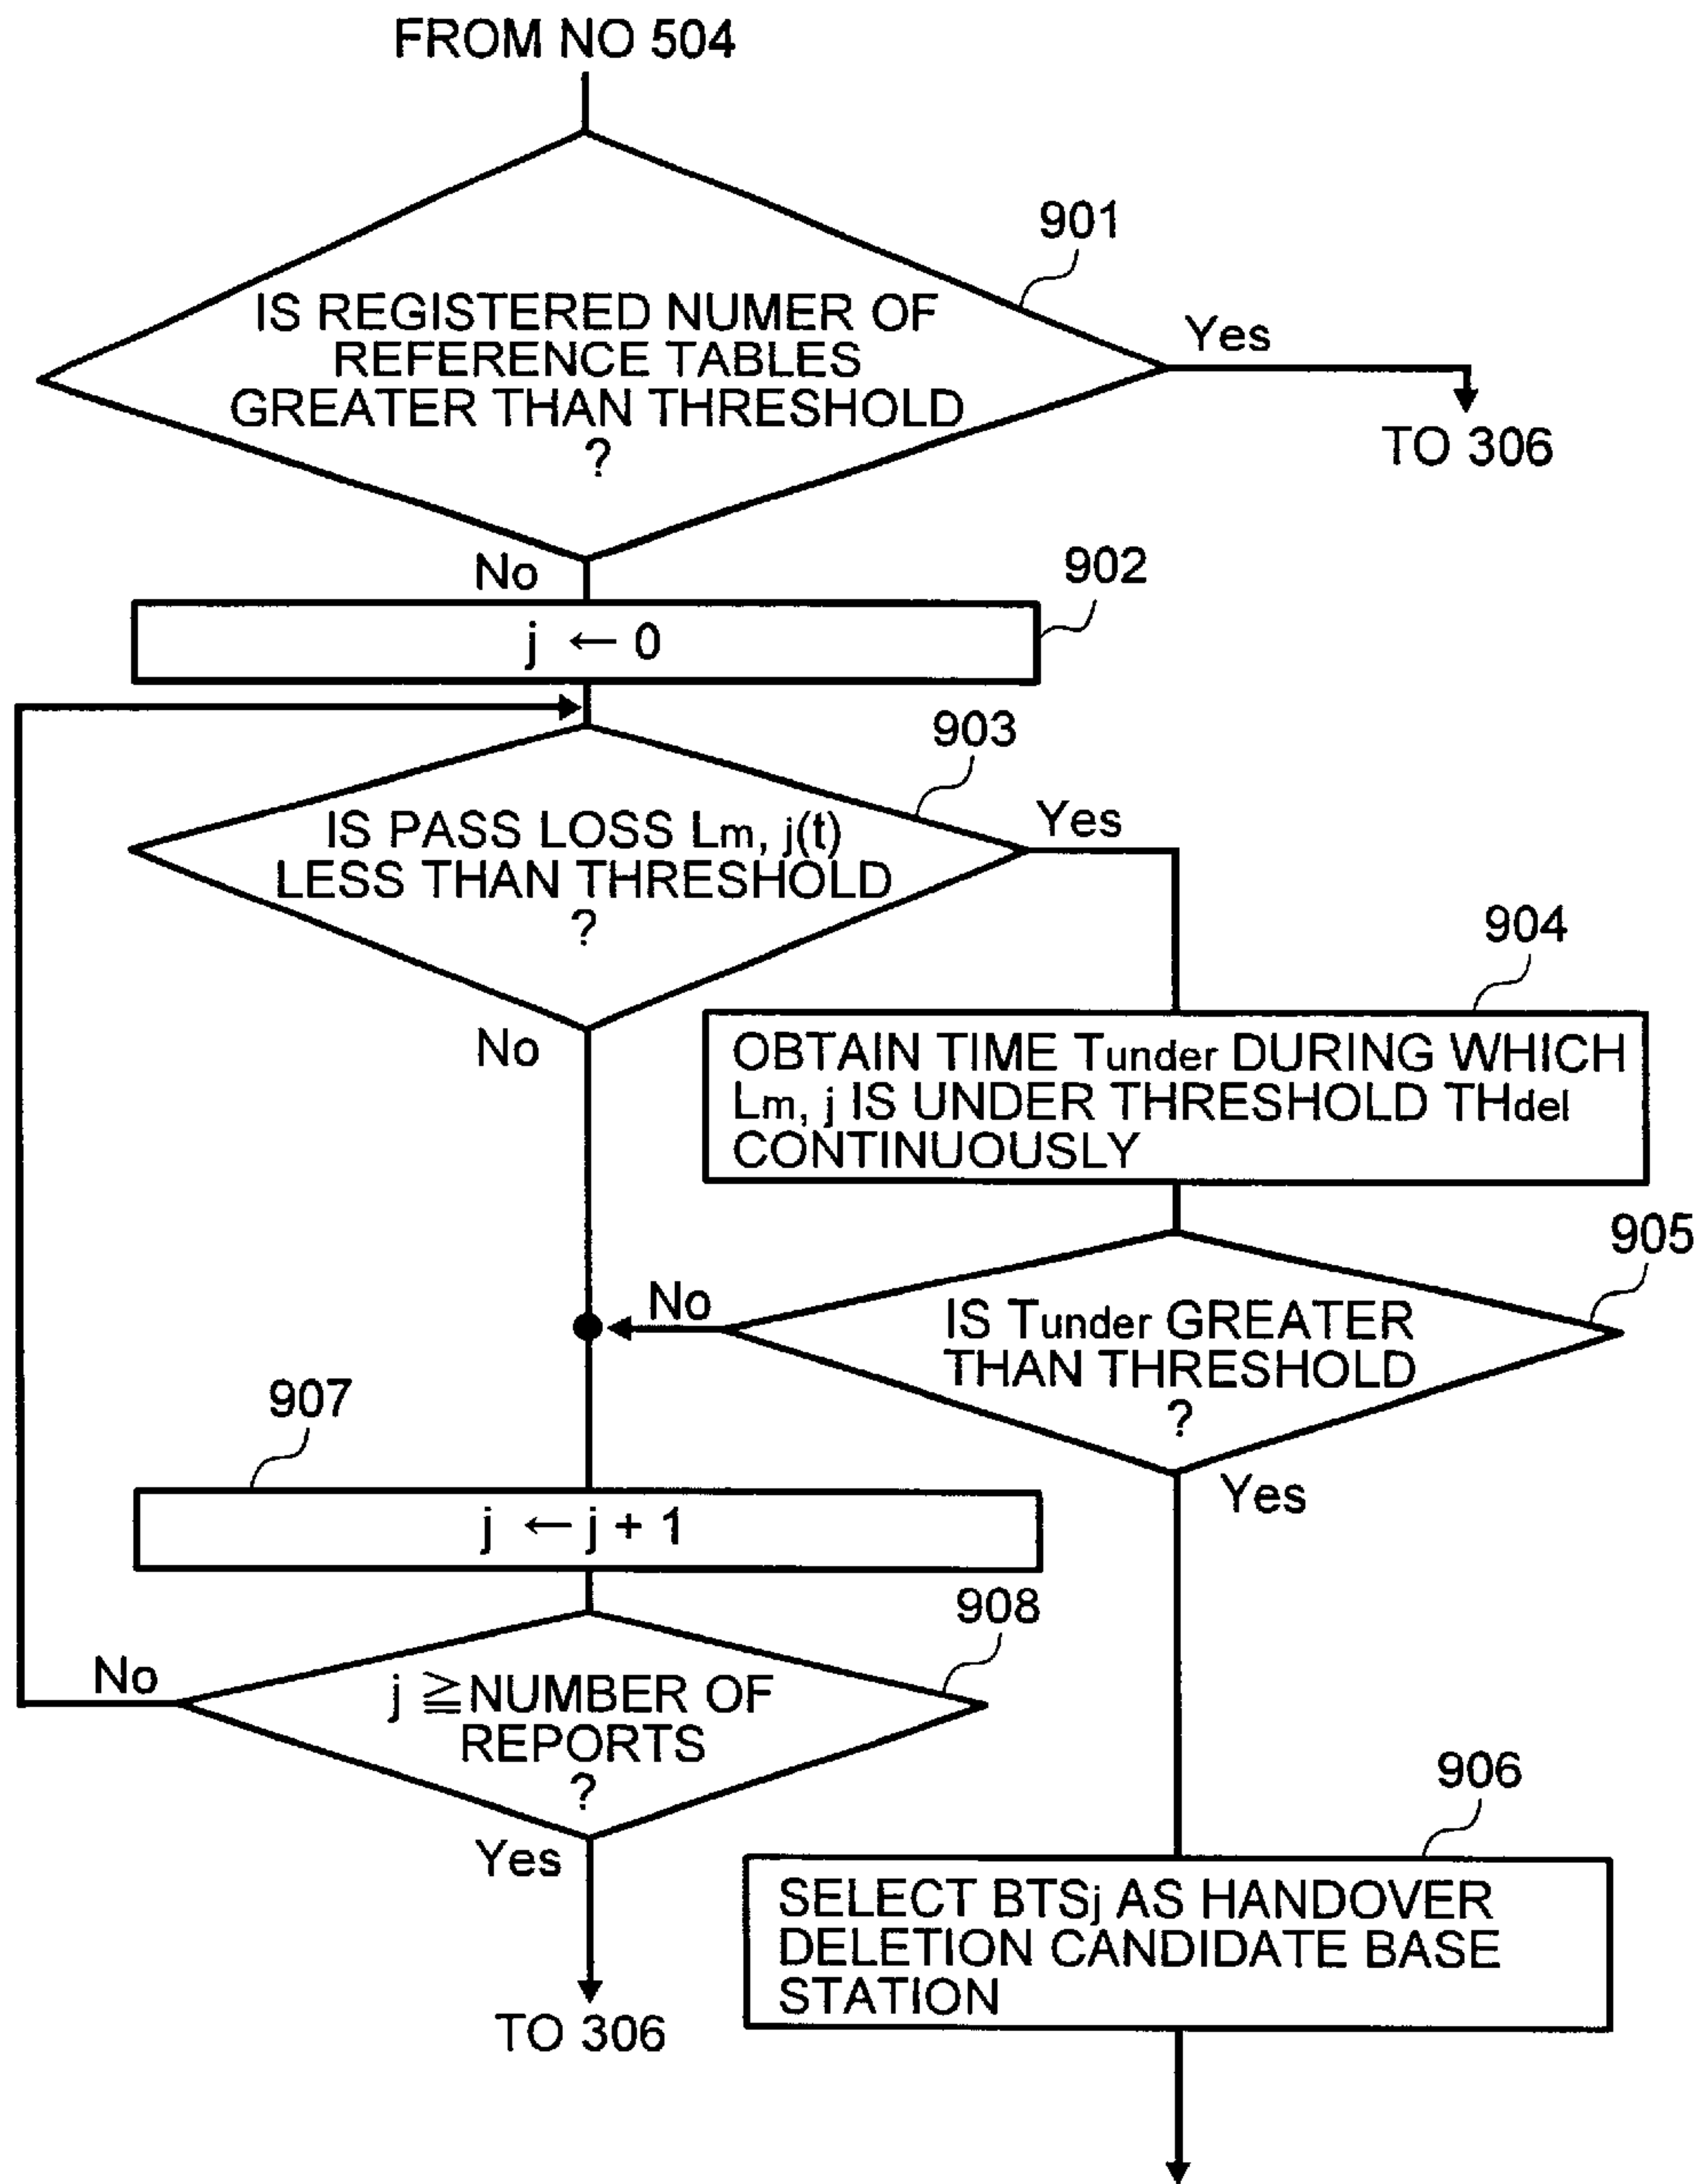 FROM NO 504
901
IS REGISTERED NUMER OF
REFERENCE TABLES
GREATER THAN THRESHOLD
?
Yes
TO 306
No
902
j ← 0
903
IS PASS LOSS Lm, j(t)
LESS THAN THRESHOLD
?
Yes
No
904
OBTAIN TIME Tunder DURING WHICH
Lm, j IS UNDER THRESHOLD THdel
CONTINUOUSLY
905
IS Tunder GREATER
THAN THRESHOLD
?
No
Yes
907
j ← j + 1
908
j ≧NUMBER OF
REPORTS
?
No
Yes
TO 306
906
SELECT BTSj AS HANDOVER
DELETION CANDIDATE BASE
STATION